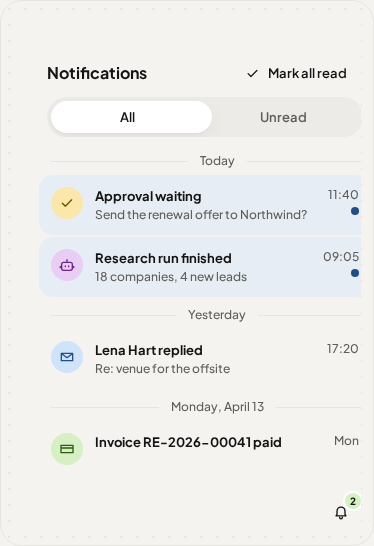 Notifications
Mark all read
All
Unread
Today
Approval waiting
11:40
Send the renewal offer to Northwind?
Research run finished
09:05
18 companies, 4 new leads
Yesterday
Lena Hart replied
17:20
Re: venue for the offsite
Monday, April 13
Invoice RE-2026-00041 paid
Mon
2